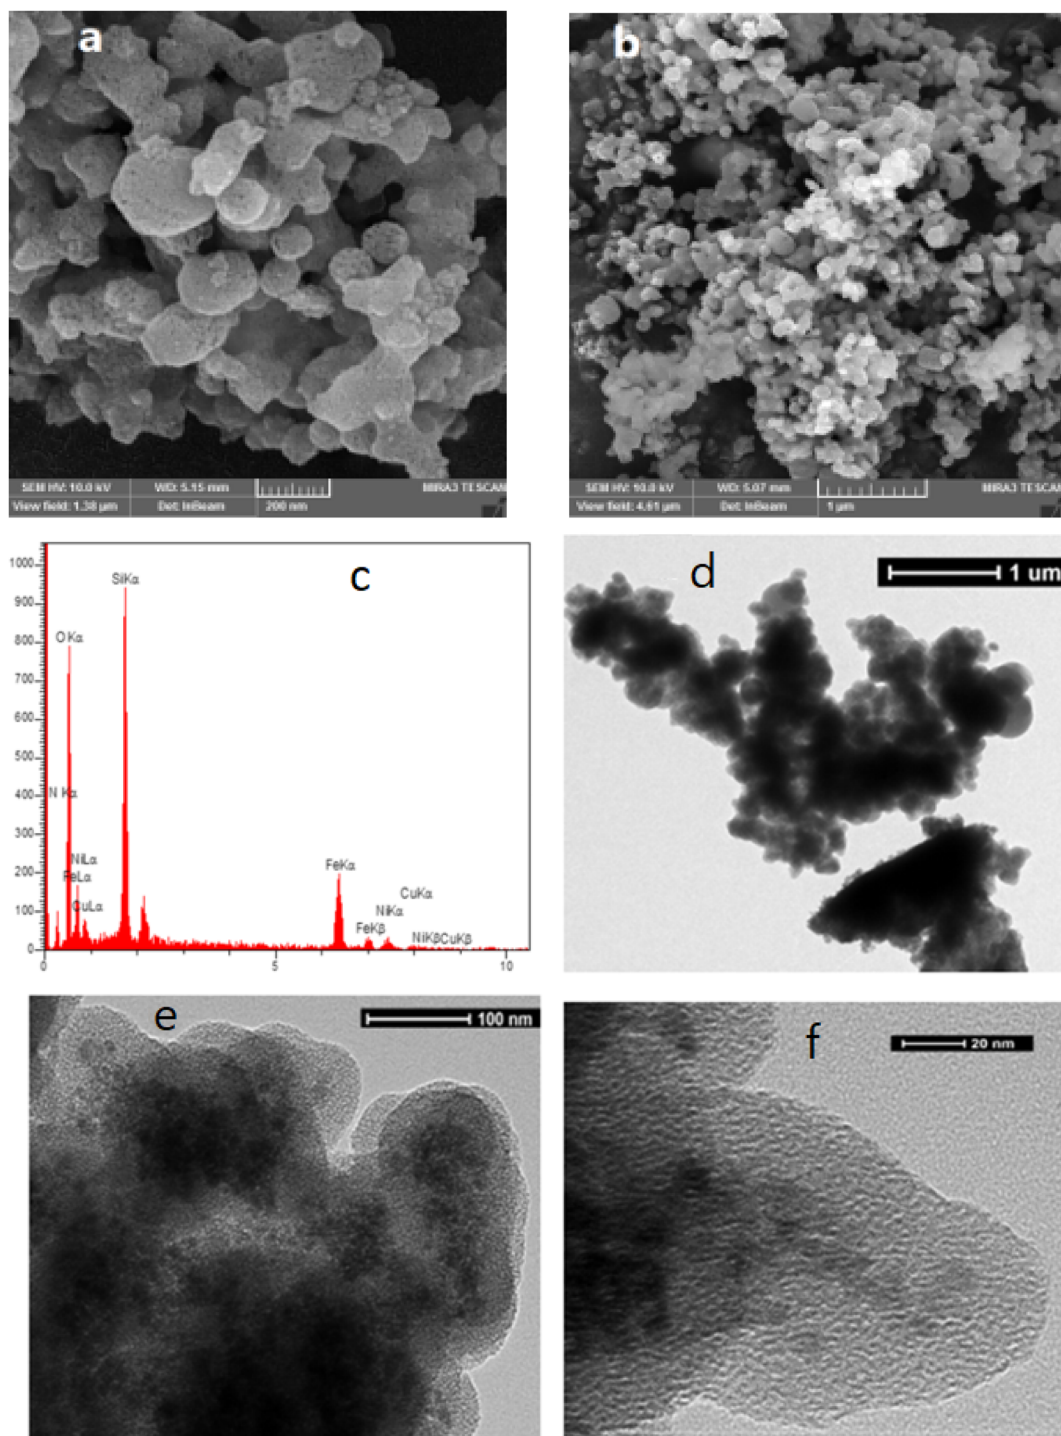 a
SEM HV: 10.0 kV WD: 5.15 mm MIRA3 TESCAN
View field: 1.38 μm Det: InBeam 200 nm
b
SEM HV: 10.0 kV WD: 5.07 mm MIRA3 TESCAN
View field: 4.61 μm Det: InBeam 1 μm
c
1000
900
800
700
600
500
400
300
200
100
0
SiKα
OKα
N Kα
NiLα
FeLα
CuLα
FeKα
CuKα
NiKα
FeKβ
NiKβCuKβ
0 5 10
d
1 um
e
100 nm
f
20 nm